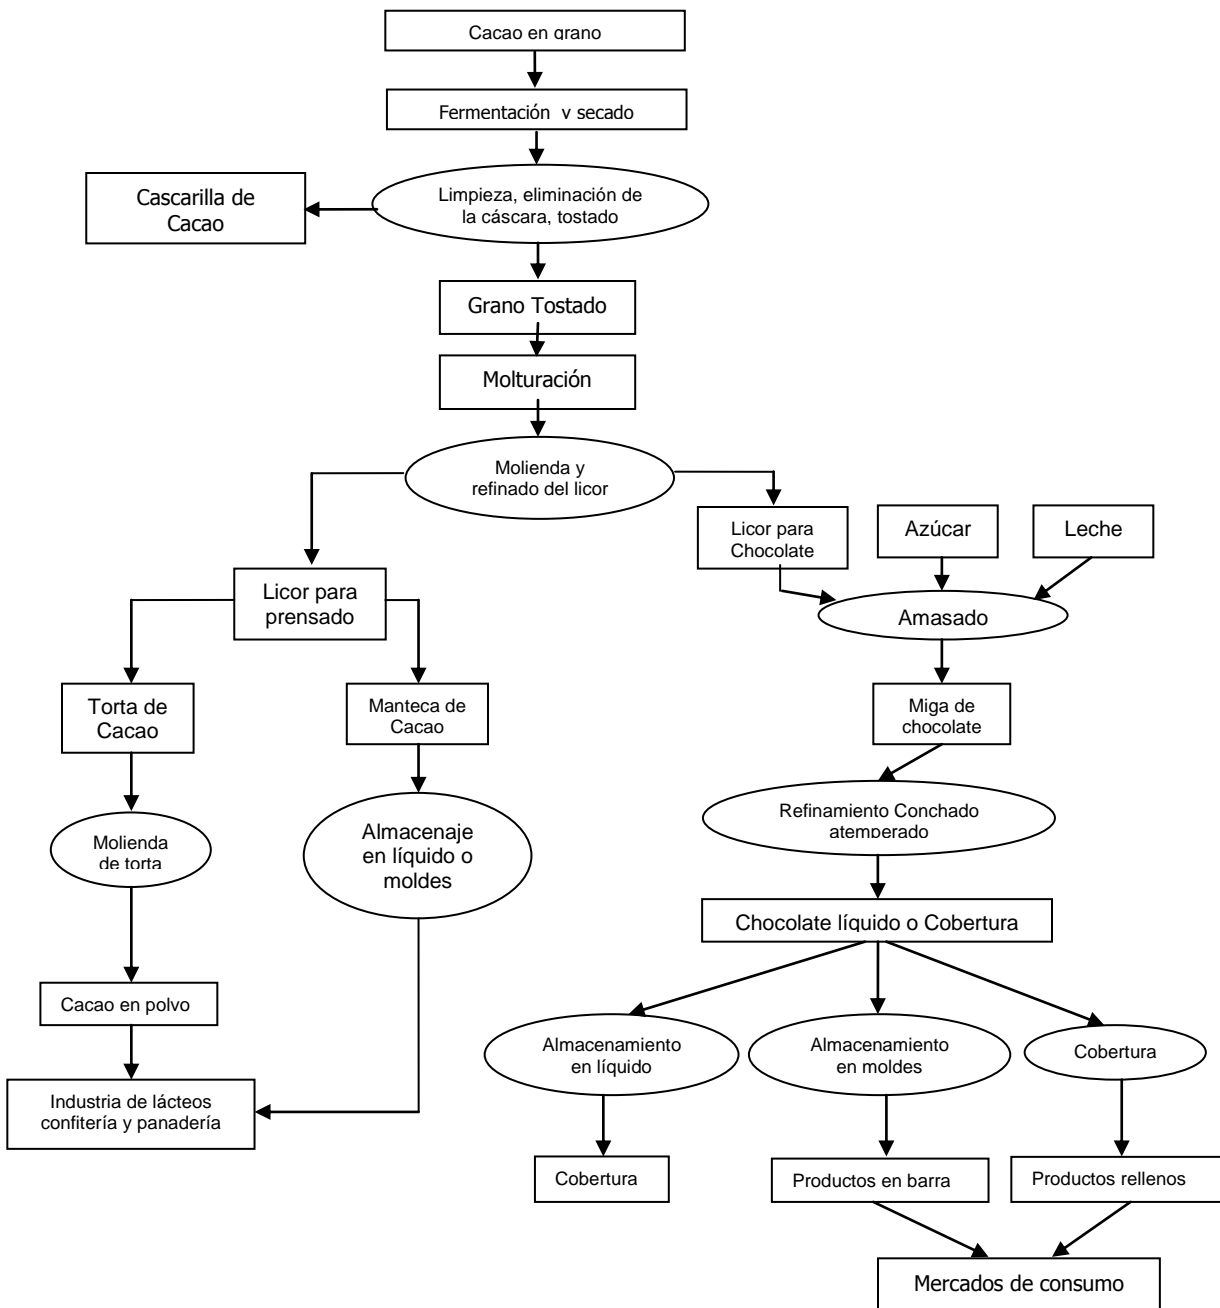 Cacao en grano
Fermentación y secado
Limpieza, eliminación de
la cáscara, tostado
Cascarilla de
Cacao
Grano Tostado
Molturación
Molienda y
refinado del licor
Licor para
Chocolate
Azúcar
Leche
Licor para
prensado
Amasado
Torta de
Cacao
Manteca de
Cacao
Miga de
chocolate
Molienda
de torta
Almacenaje
en líquido o
moldes
Refinamiento Conchado
atemperado
Chocolate líquido o Cobertura
Cacao en polvo
Almacenamiento
en líquido
Almacenamiento
en moldes
Cobertura
Industria de lácteos
confitería y panadería
Cobertura
Productos en barra
Productos rellenos
Mercados de consumo